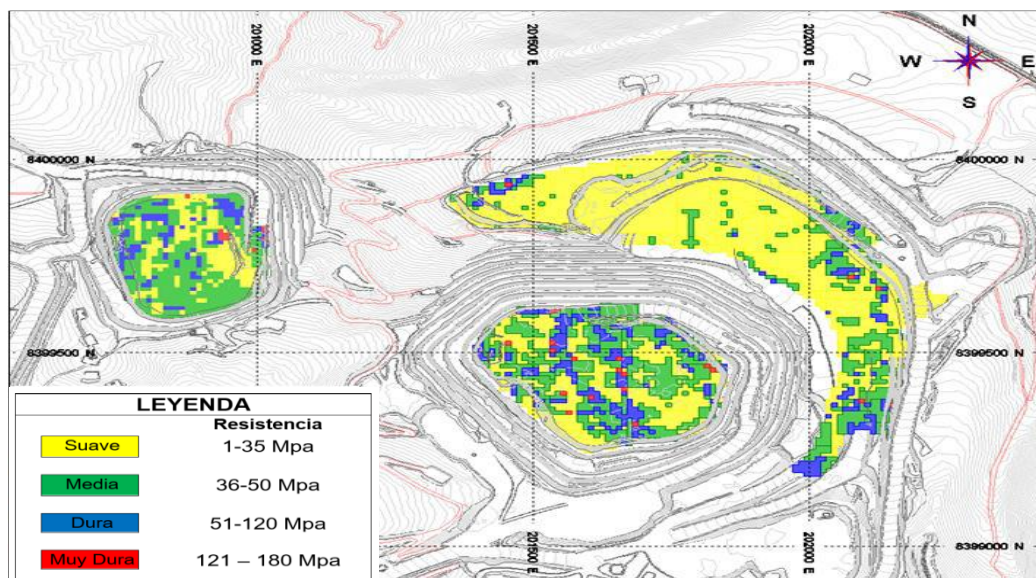 201000 E
201500 E
202000 E
N
W
E
S
8400000 N
8400000 N
8399500 N
8399500 N
LEYENDA
Resistencia
Suave 1-35 Mpa
Media 36-50 Mpa
Dura 51-120 Mpa
Muy Dura 121 – 180 Mpa
201500 E
202000 E
8399000 N